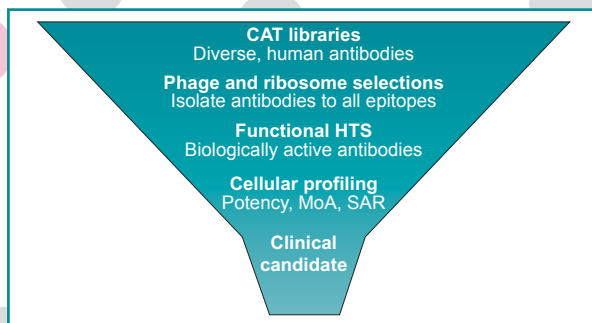 CAT libraries
Diverse, human antibodies
Phage and ribosome selections
Isolate antibodies to all epitopes
Functional HTS
Biologically active antibodies
Cellular profiling
Potency, MoA, SAR
Clinical
candidate